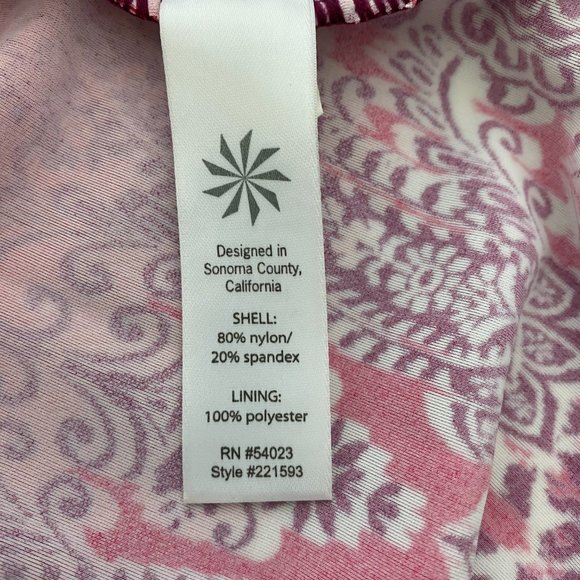 Designed in
Sonoma County,
California
SHELL:
80% nylon/
20% spandex
LINING:
100% polyester
RN #54023
Style #221593